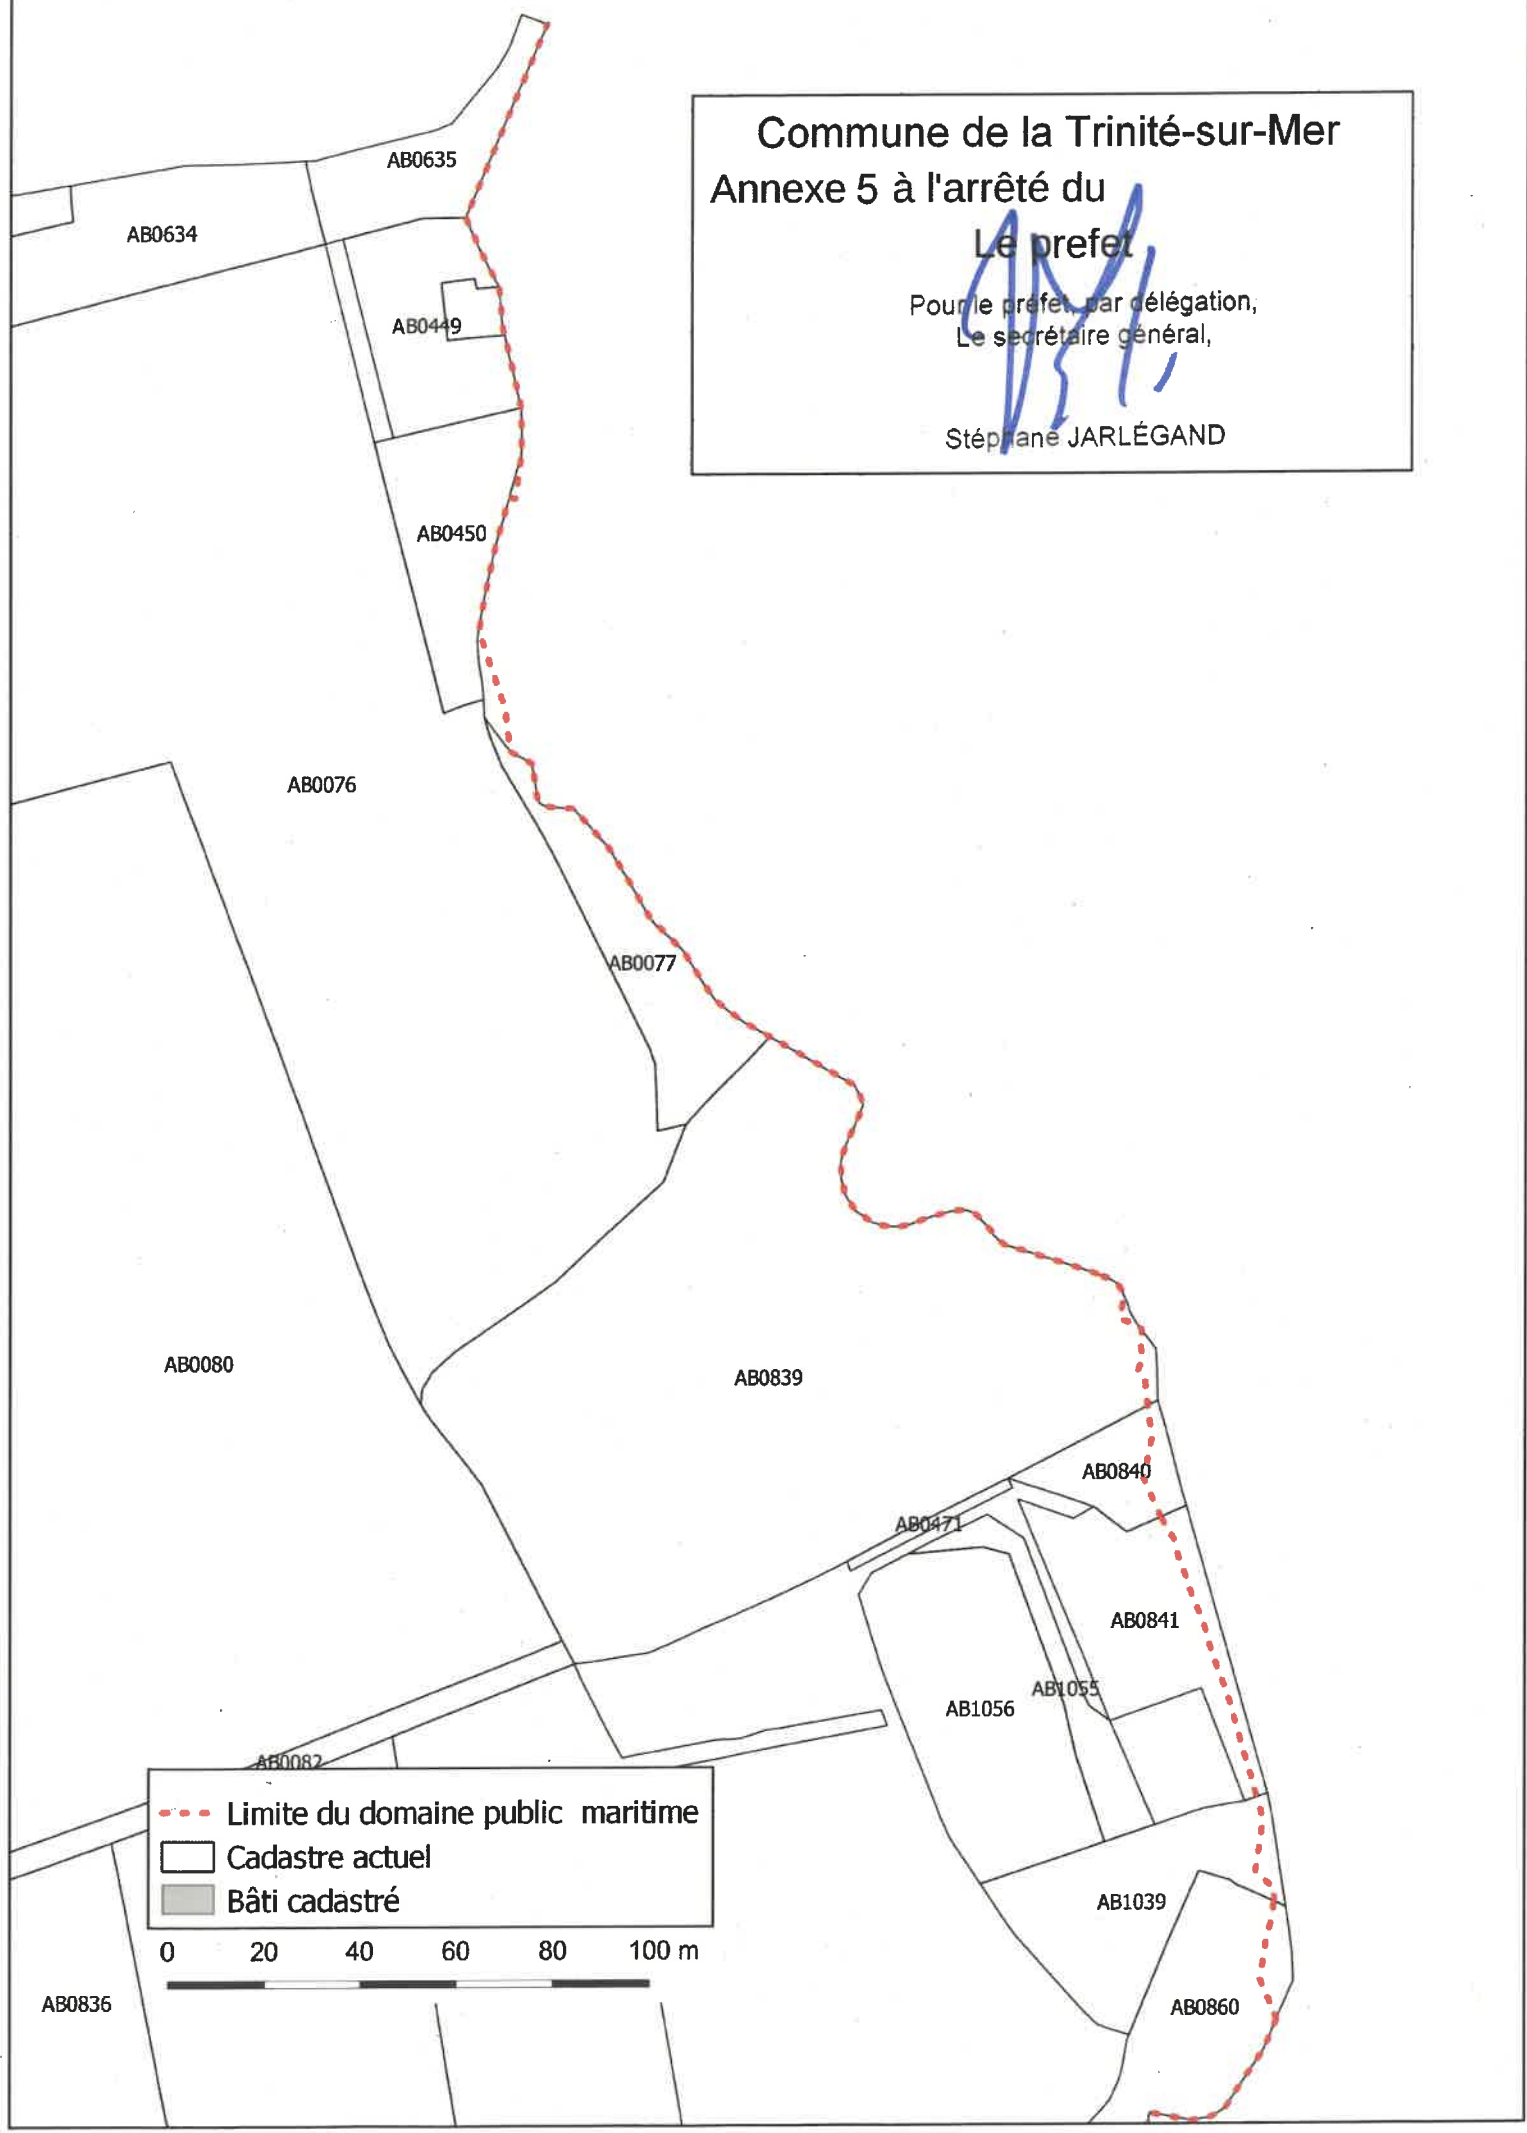 Commune de la Trinité-sur-Mer
Annexe 5 à l'arrêté du
Le prefet
Pour le préfet, par délégation,
Le secrétaire général,
Stéphane JARLÉGAND
AB0635
AB0634
AB0449
AB0450
AB0076
AB0077
AB0080
AB0839
AB0840
AB0471
AB0841
AB1055
AB1056
AB0082
Limite du domaine public maritime
Cadastre actuel
Bâti cadastré
AB1039
0 20 40 60 80 100 m
AB0836
AB0860